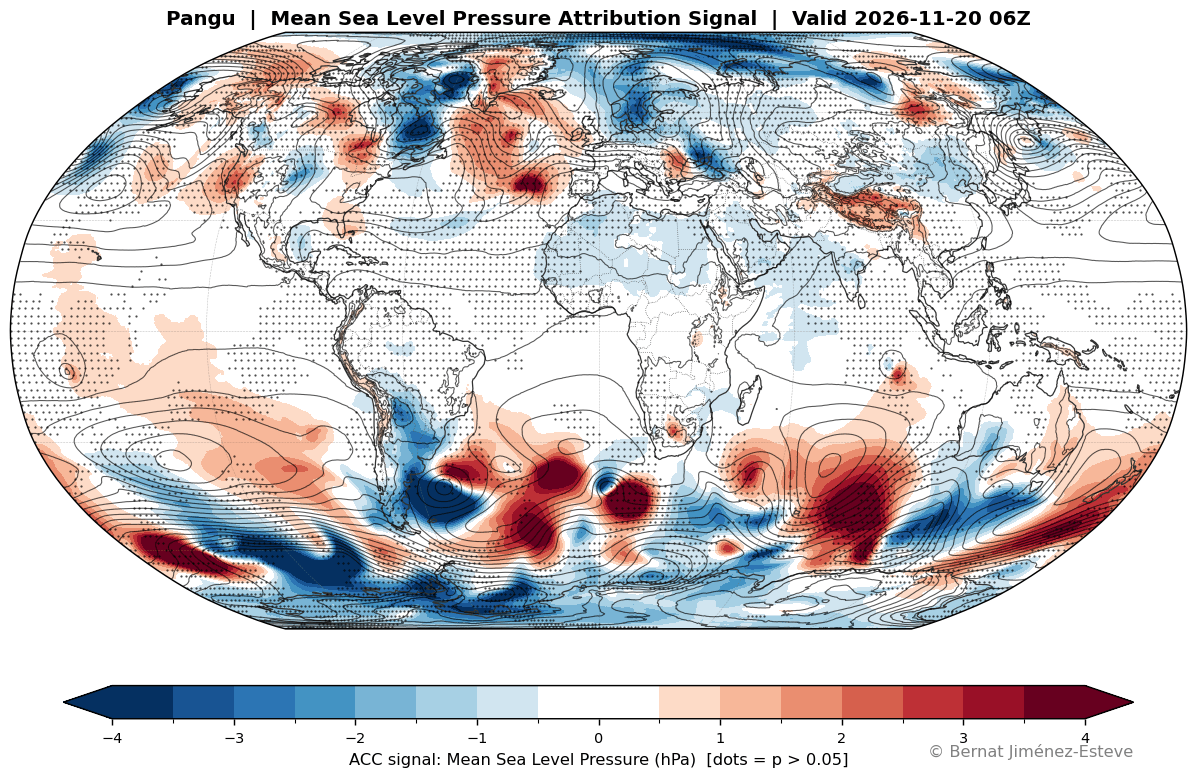 Pangu | Mean Sea Level Pressure Attribution Signal | Valid 2026-11-20 06Z
−4 −3 −2 −1 0 1 2 3 4
© Bernat Jiménez-Esteve
ACC signal: Mean Sea Level Pressure (hPa) [dots = p > 0.05]